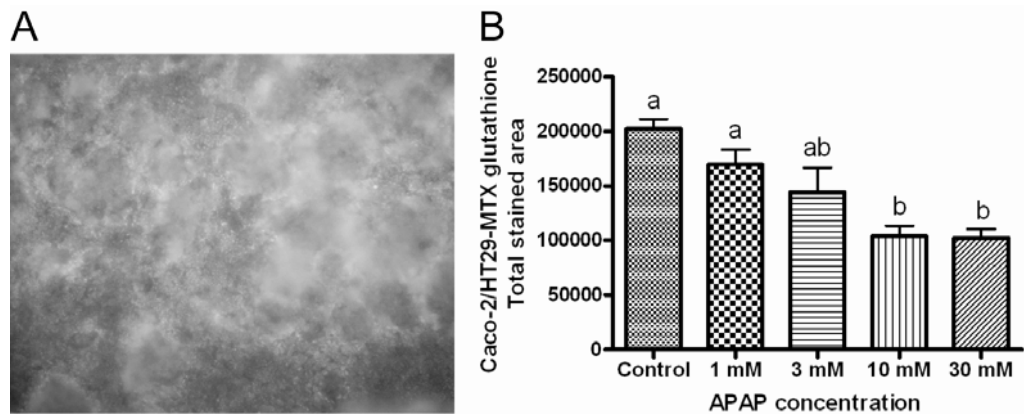 A
B
Caco-2/HT29-MTX glutathione
Total stained area
250000
200000
150000
100000
50000
0
a
a
ab
b
b
Control 1 mM 3 mM 10 mM 30 mM
APAP concentration